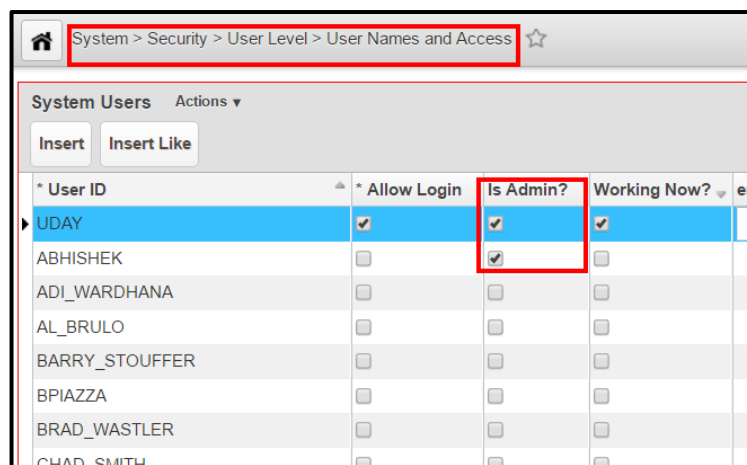 System > Security > User Level > User Names and Access
System Users Actions
Insert Insert Like
* User ID * Allow Login Is Admin? Working Now?
UDAY
ABHISHEK
ADI_WARDHANA
AL_BRULO
BARRY_STOUFFER
BPIAZZA
BRAD_WASTLER
CHAD_SMITH